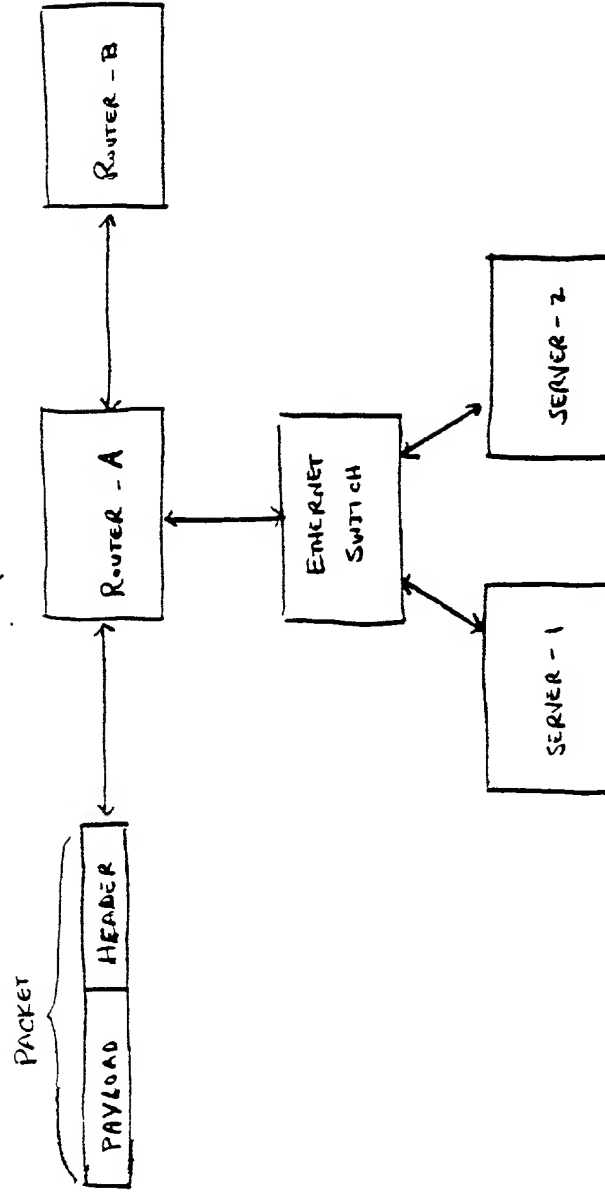 PACKET
PAYLOAD
HEADER
ROUTER - A
ROUTER - B
ETHERNET
SWITCH
SERVER - 1
SERVER - 2